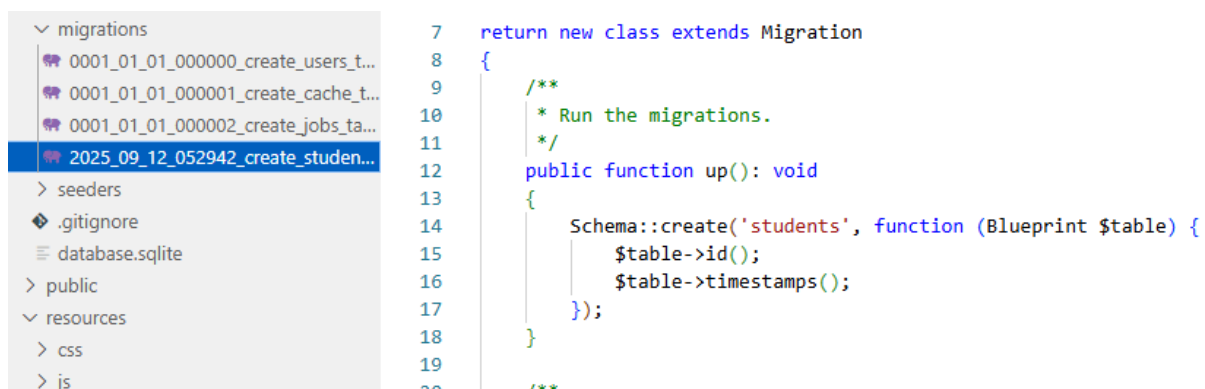 migrations
0001_01_01_000000_create_users_t...
0001_01_01_000001_create_cache_t...
0001_01_01_000002_create_jobs_ta...
2025_09_12_052942_create_studen...
seeders
.gitignore
database.sqlite
public
resources
css
js
7 return new class extends Migration
8 {
9 /**
10 * Run the migrations.
11 */
12 public function up(): void
13 {
14 Schema::create('students', function (Blueprint $table) {
15 $table->id();
16 $table->timestamps();
17 });
18 }
19
20 /**